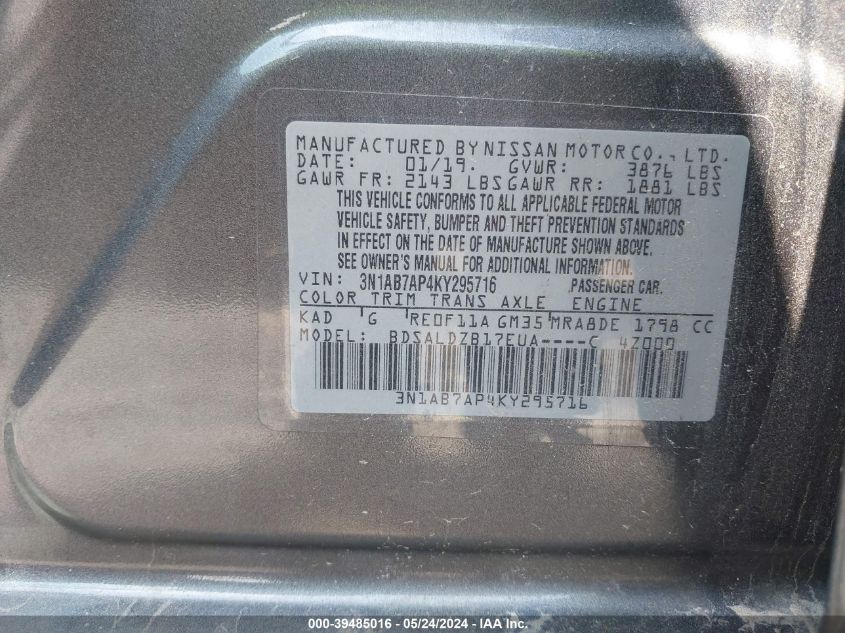 MANUFACTURED BY NISSAN MOTOR CO., LTD.
DATE: 01/19. GVWR: 3876 LBS
GAWR FR: 2143 LBS GAWR RR: 1881 LBS
THIS VEHICLE CONFORMS TO ALL APPLICABLE FEDERAL MOTOR
VEHICLE SAFETY, BUMPER AND THEFT PREVENTION STANDARDS
IN EFFECT ON THE DATE OF MANUFACTURE SHOWN ABOVE.
SEE OWNER'S MANUAL FOR ADDITIONAL INFORMATION.
VIN: 3N1AB7AP4KY295716 PASSENGER CAR.
COLOR TRIM TRANS AXLE ENGINE
KAD G RE0F11A GM35 MRA8DE 1798 CC
MODEL: BDSALDZB17EUA----C 4Z000
3N1AB7AP4KY295716
000-39485016 - 05/24/2024 - IAA Inc.